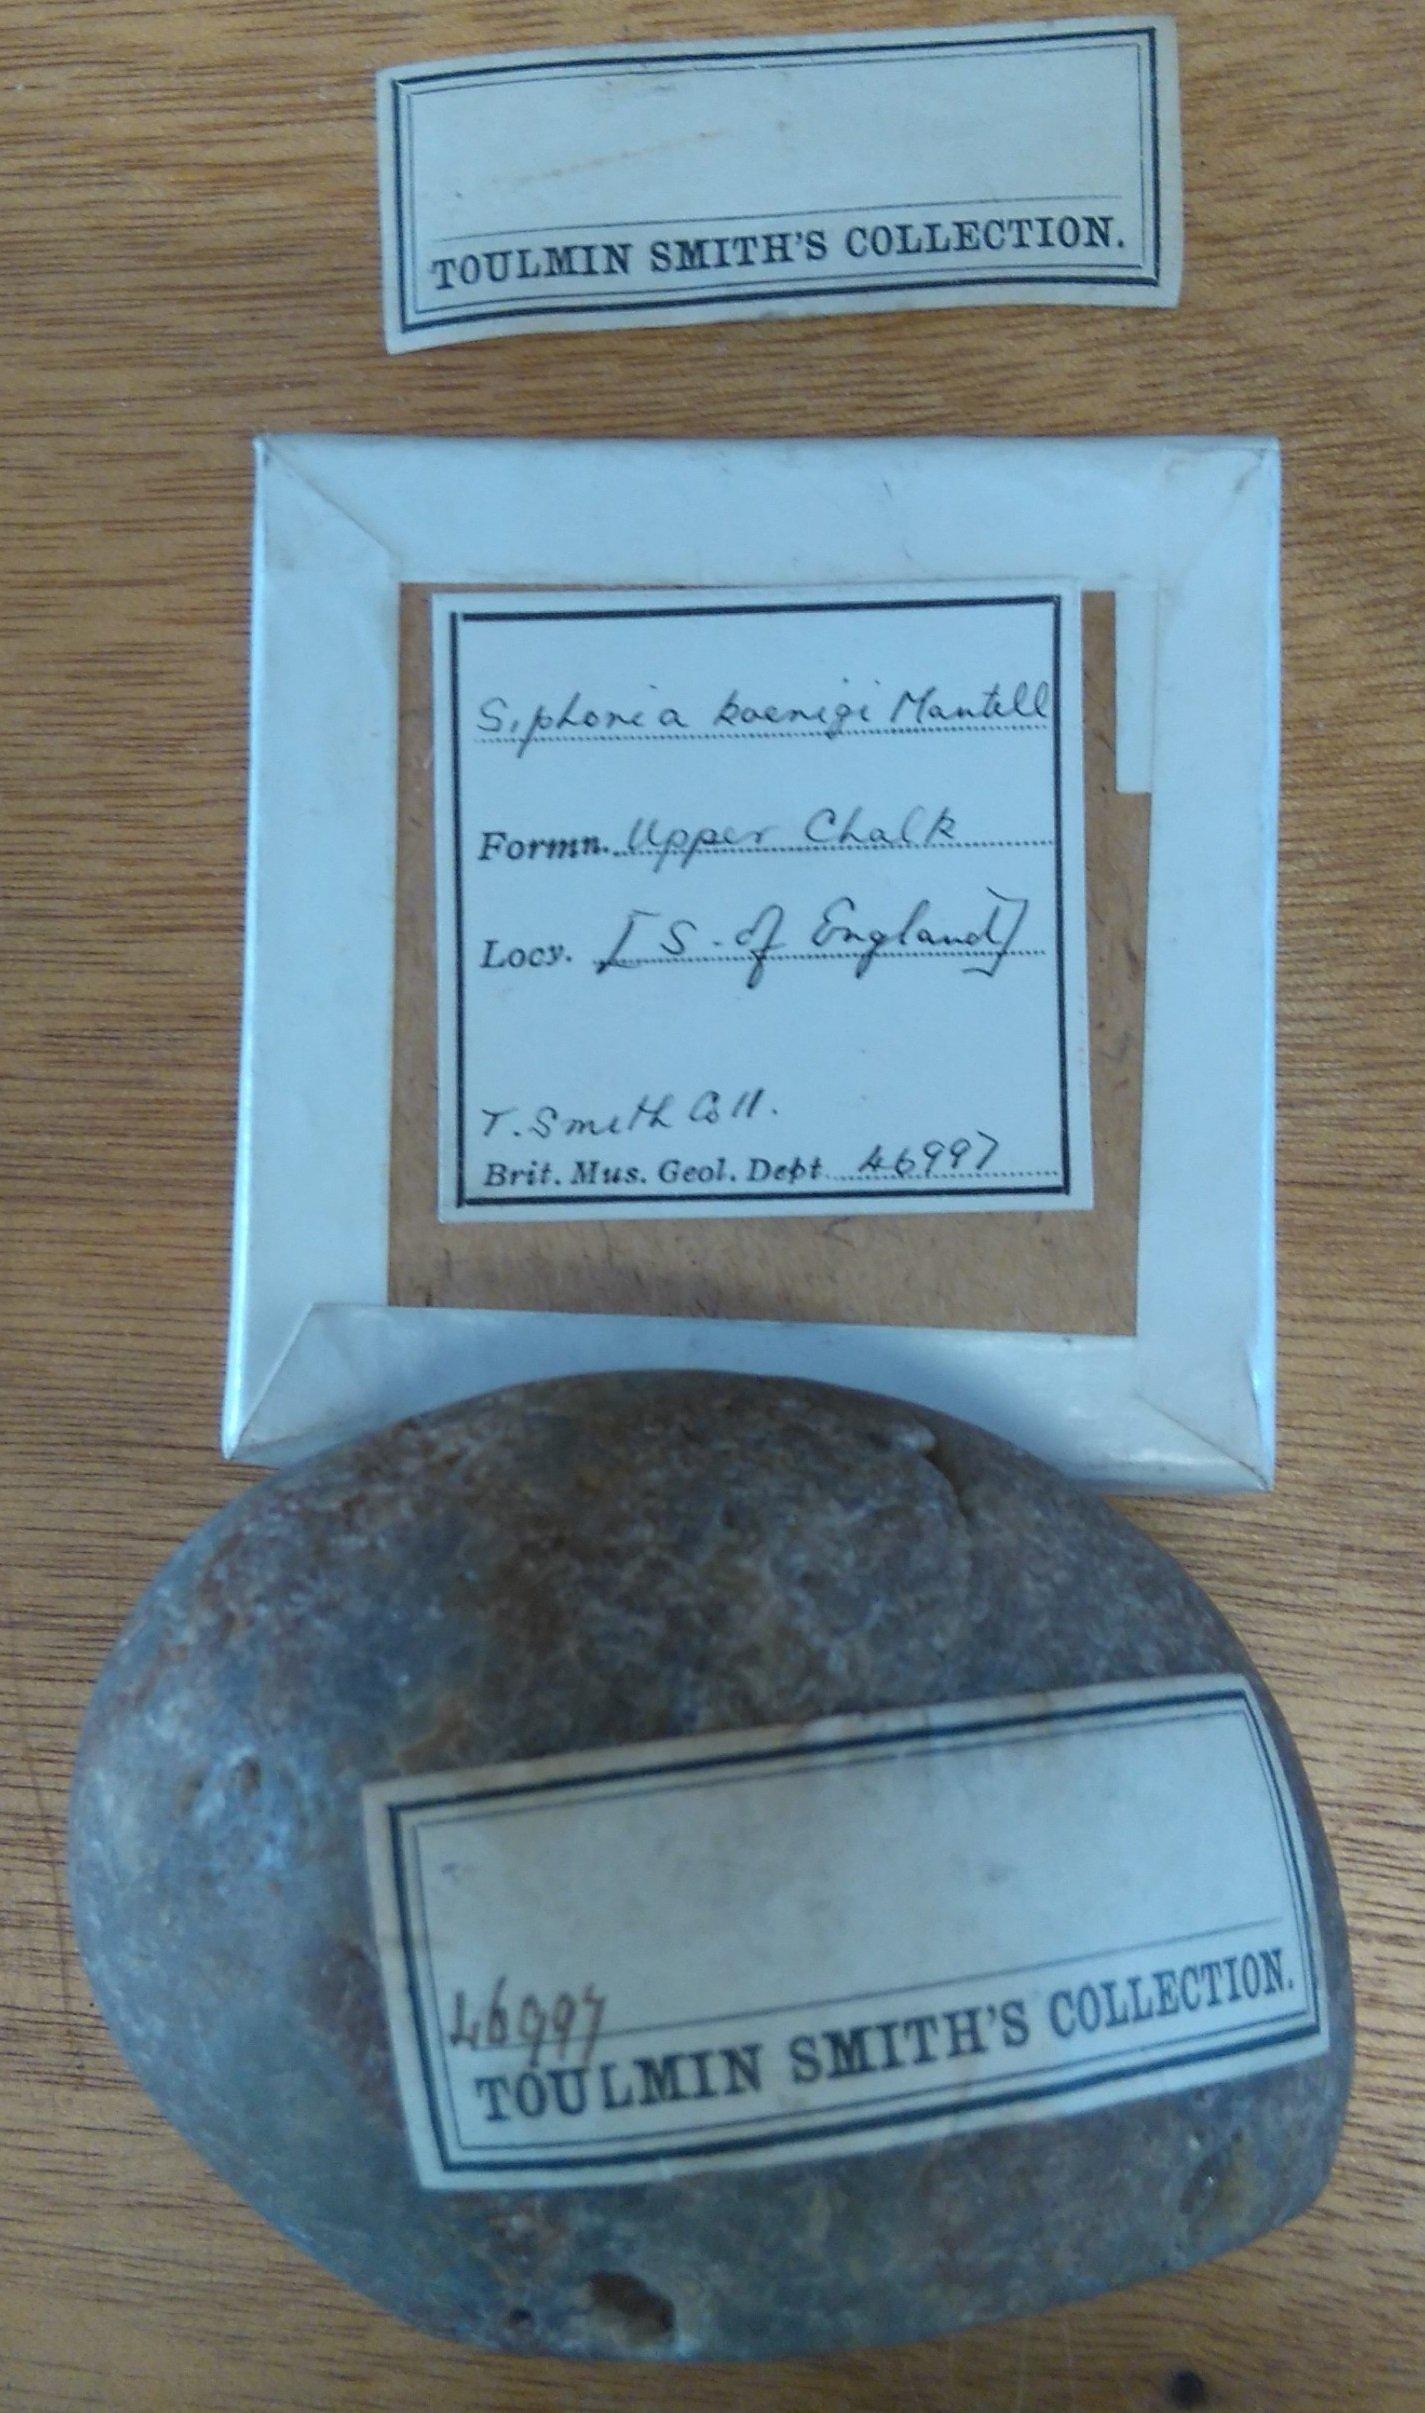 TOULMIN SMITH'S COLLECTION.
Siphonia koenigi Mantell
Formn. Upper Chalk
Locy. [S. of England]
T. Smith Coll.
Brit. Mus. Geol. Dept 46997
46997
TOULMIN SMITH'S COLLECTION.